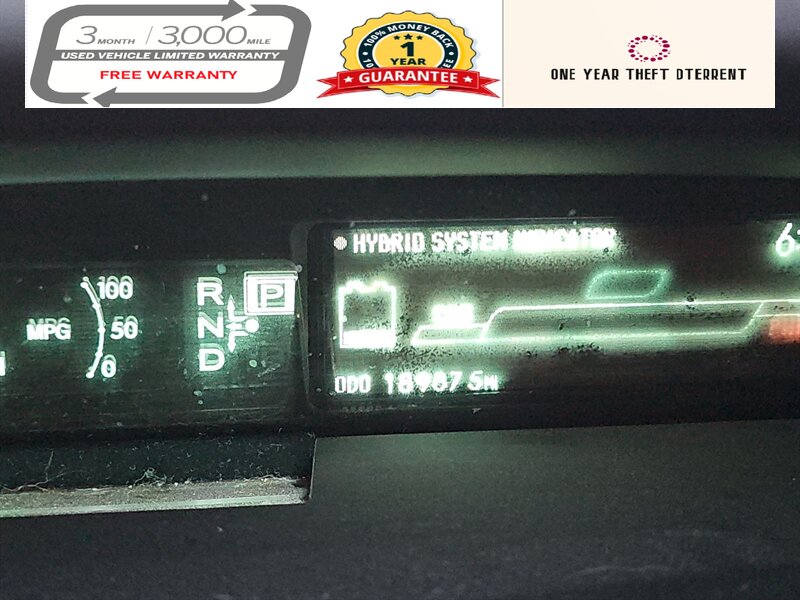 3 MONTH / 3,000 MILE
USED VEHICLE LIMITED WARRANTY
FREE WARRANTY
100% MONEY BACK
1
YEAR
GUARANTEE
ONE YEAR THEFT DTERRENT
HYBRID SYSTEM INDICATOR
MPG
100
50
0
R
N
D
P
ODO